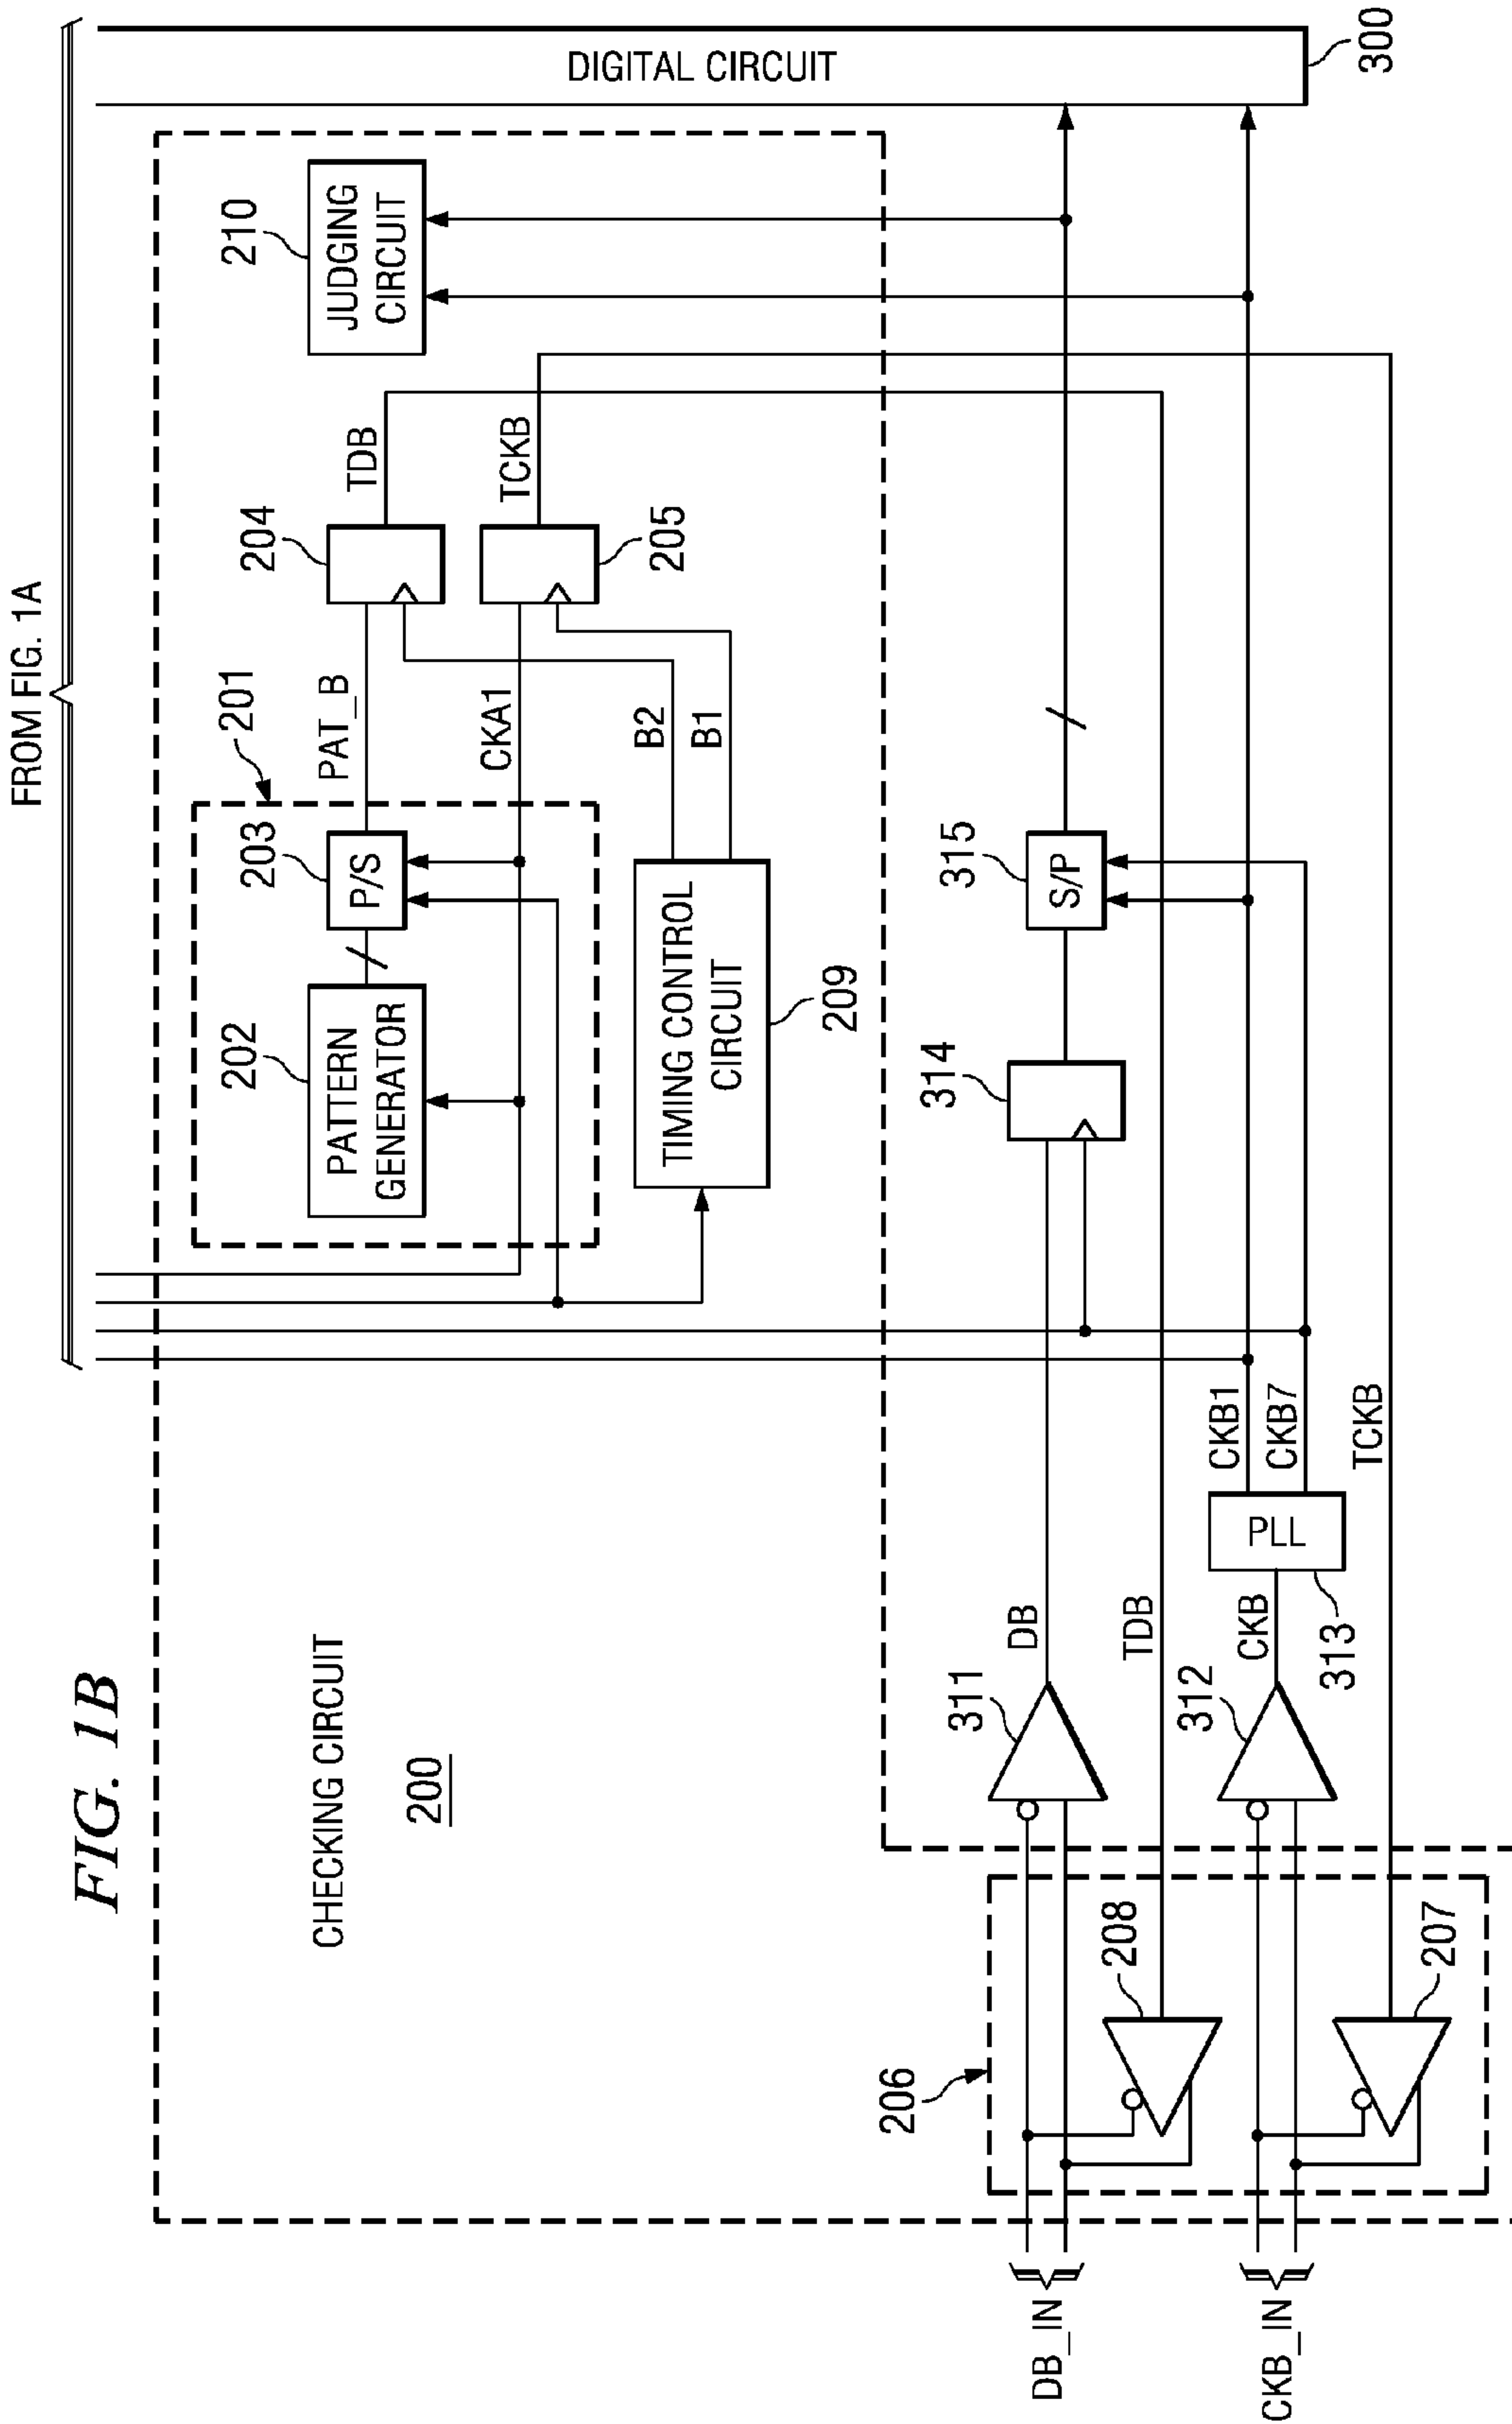 FIG. 1B
FROM FIG. 1A
CHECKING CIRCUIT
200
202
PATTERN
GENERATOR
203
P/S
201
PAT_B
204
TDB
210
JUDGING
CIRCUIT
CKA1
205
TCKB
TIMING CONTROL
CIRCUIT
209
B2
B1
DIGITAL CIRCUIT
300
206
DB_IN
208
311
DB
TDB
314
315
S/P
CKB_IN
207
312
CKB
PLL
313
CKB1
CKB7
TCKB